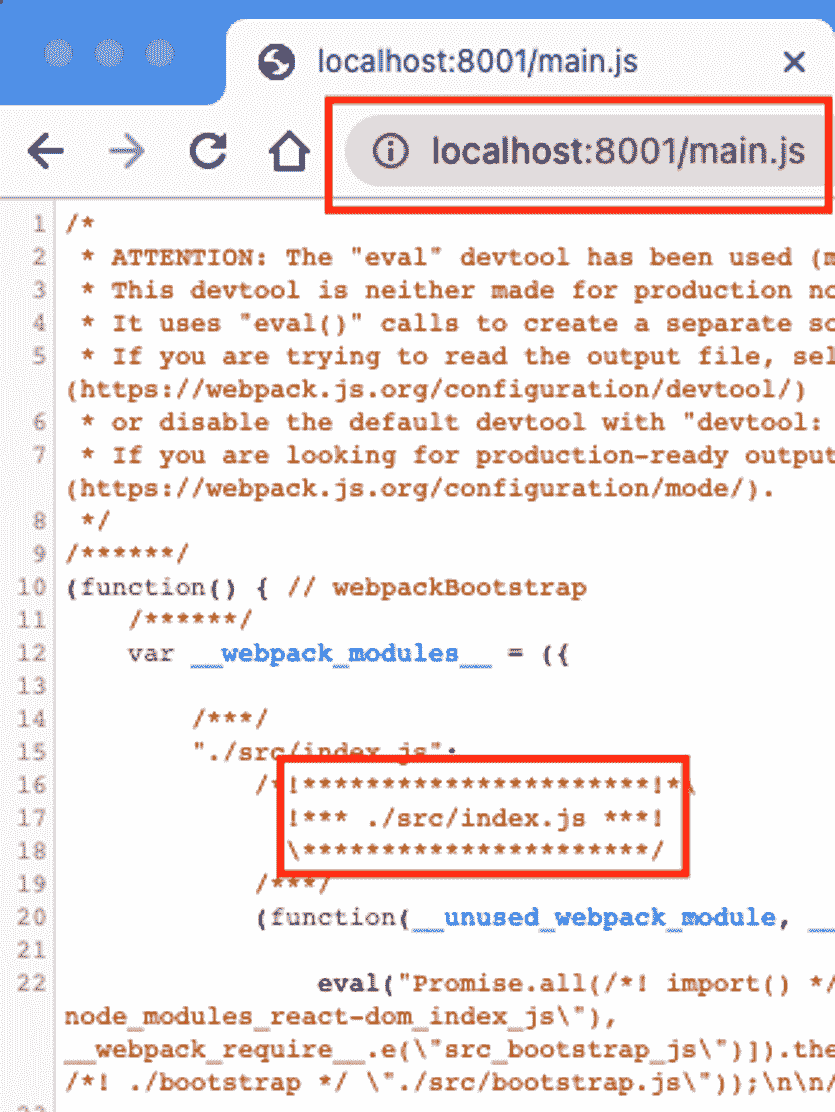 localhost:8001/main.js
localhost:8001/main.js
1 /*
2 * ATTENTION: The "eval" devtool has been used (m
3 * This devtool is neither made for production no
4 * It uses "eval()" calls to create a separate so
5 * If you are trying to read the output file, sel
(https://webpack.js.org/configuration/devtool/)
6 * or disable the default devtool with "devtool:
7 * If you are looking for production-ready output
(https://webpack.js.org/configuration/mode/).
8 */
9 /******/
10 (function() { // webpackBootstrap
11 /******/
12 var __webpack_modules__ = ({
13
14 /***/
15 "./src/index.js":
16 /*!**********************!*\
17 !*** ./src/index.js ***!
18 \**********************/
19 /***/
20 (function(__unused_webpack_module, __
21
22 eval("Promise.all(/*! import() */
node_modules_react-dom_index_js\"),
__webpack_require__.e(\"src_bootstrap_js\")]).the
/*! ./bootstrap */ \"./src/bootstrap.js\"));\n\n/